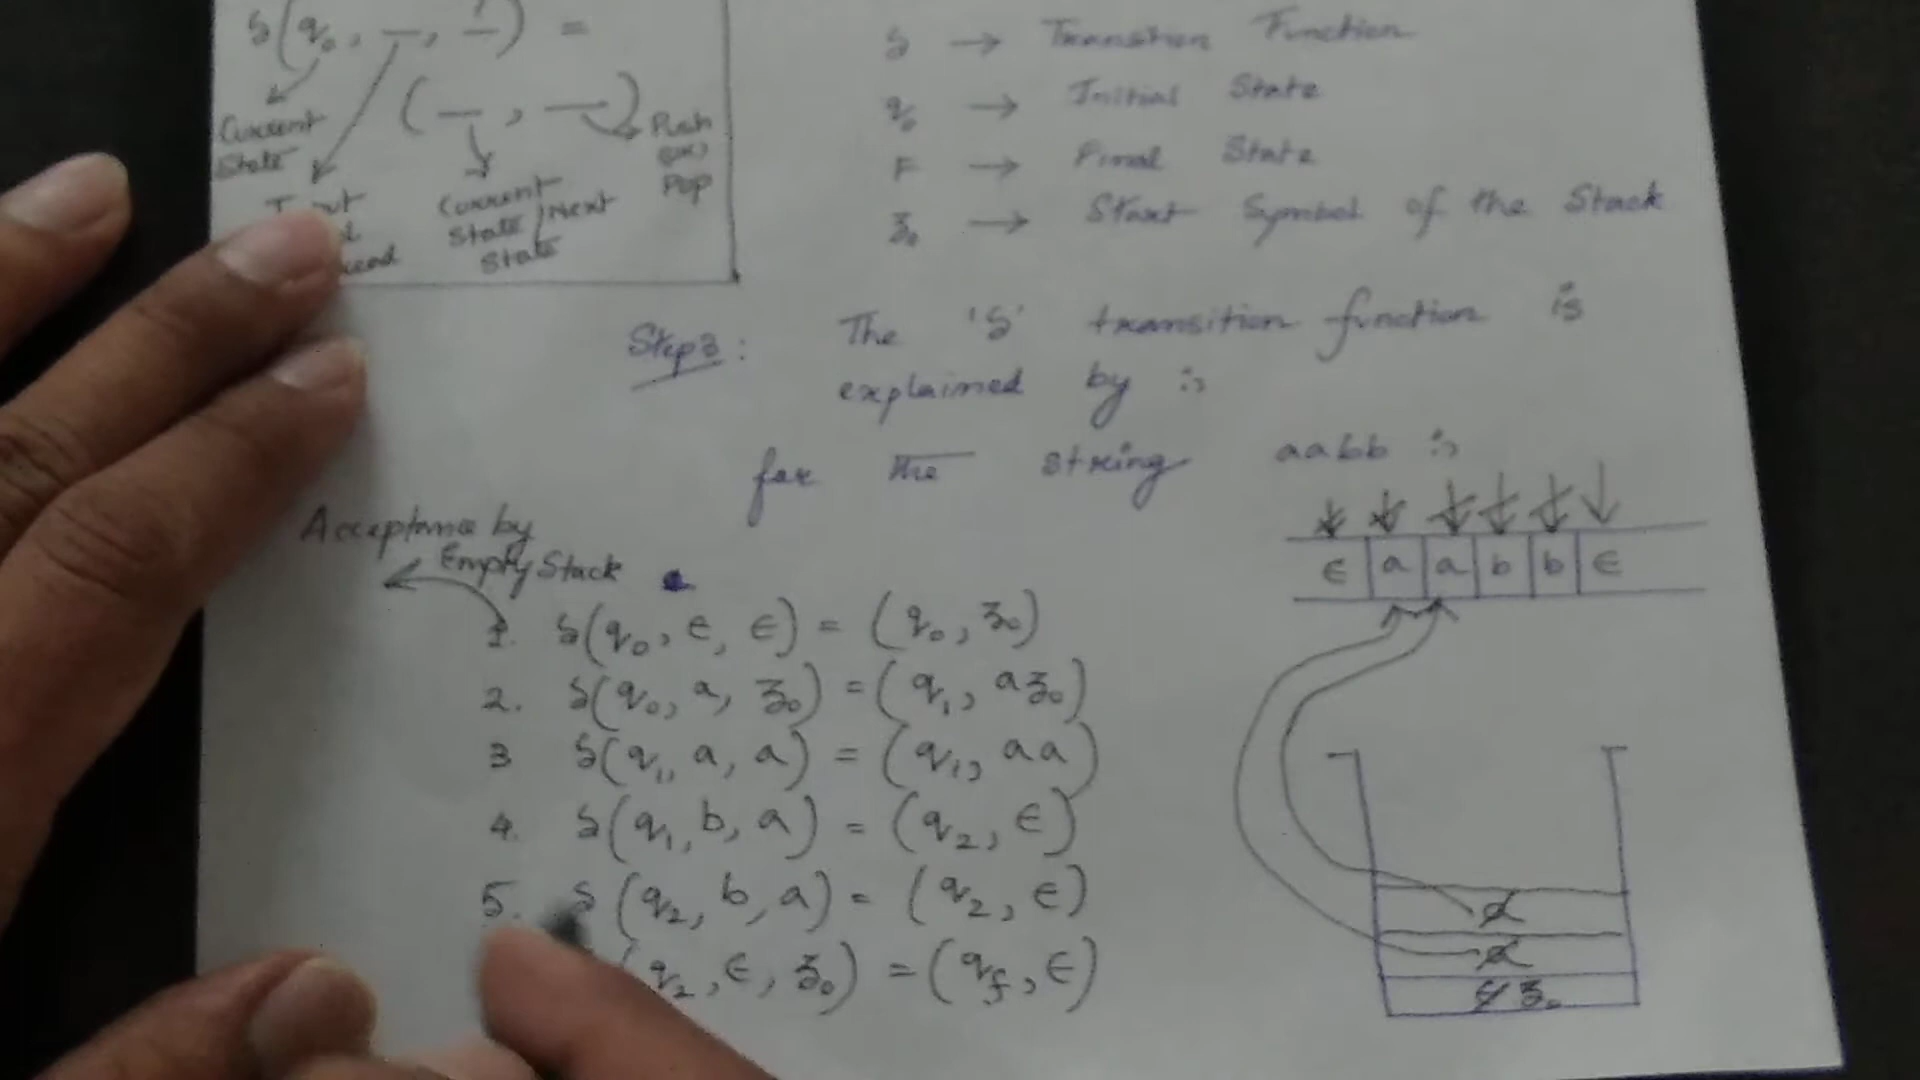 δ(q₀, _, _) =
(_, _)
Current
State
Current
State / Next
State
Push
(or)
Pop
δ → Transition Function
q₀ → Initial State
F → Final State
z₀ → Start Symbol of the Stack
Step3: The 'δ' transition function is
explained by :-
for the string aabb :-
Acceptance by
Empty Stack
1. δ(q₀, ∈, ∈) = (q₀, z₀)
2. δ(q₀, a, z₀) = (q₁, az₀)
3 δ(q₁, a, a) = (q₁, aa)
4. δ(q₁, b, a) = (q₂, ∈)
5. δ(q₂, b, a) = (q₂, ∈)
(q₂, ∈, z₀) = (q_f, ∈)
∈ a a b b ∈
a
a
∈ z₀